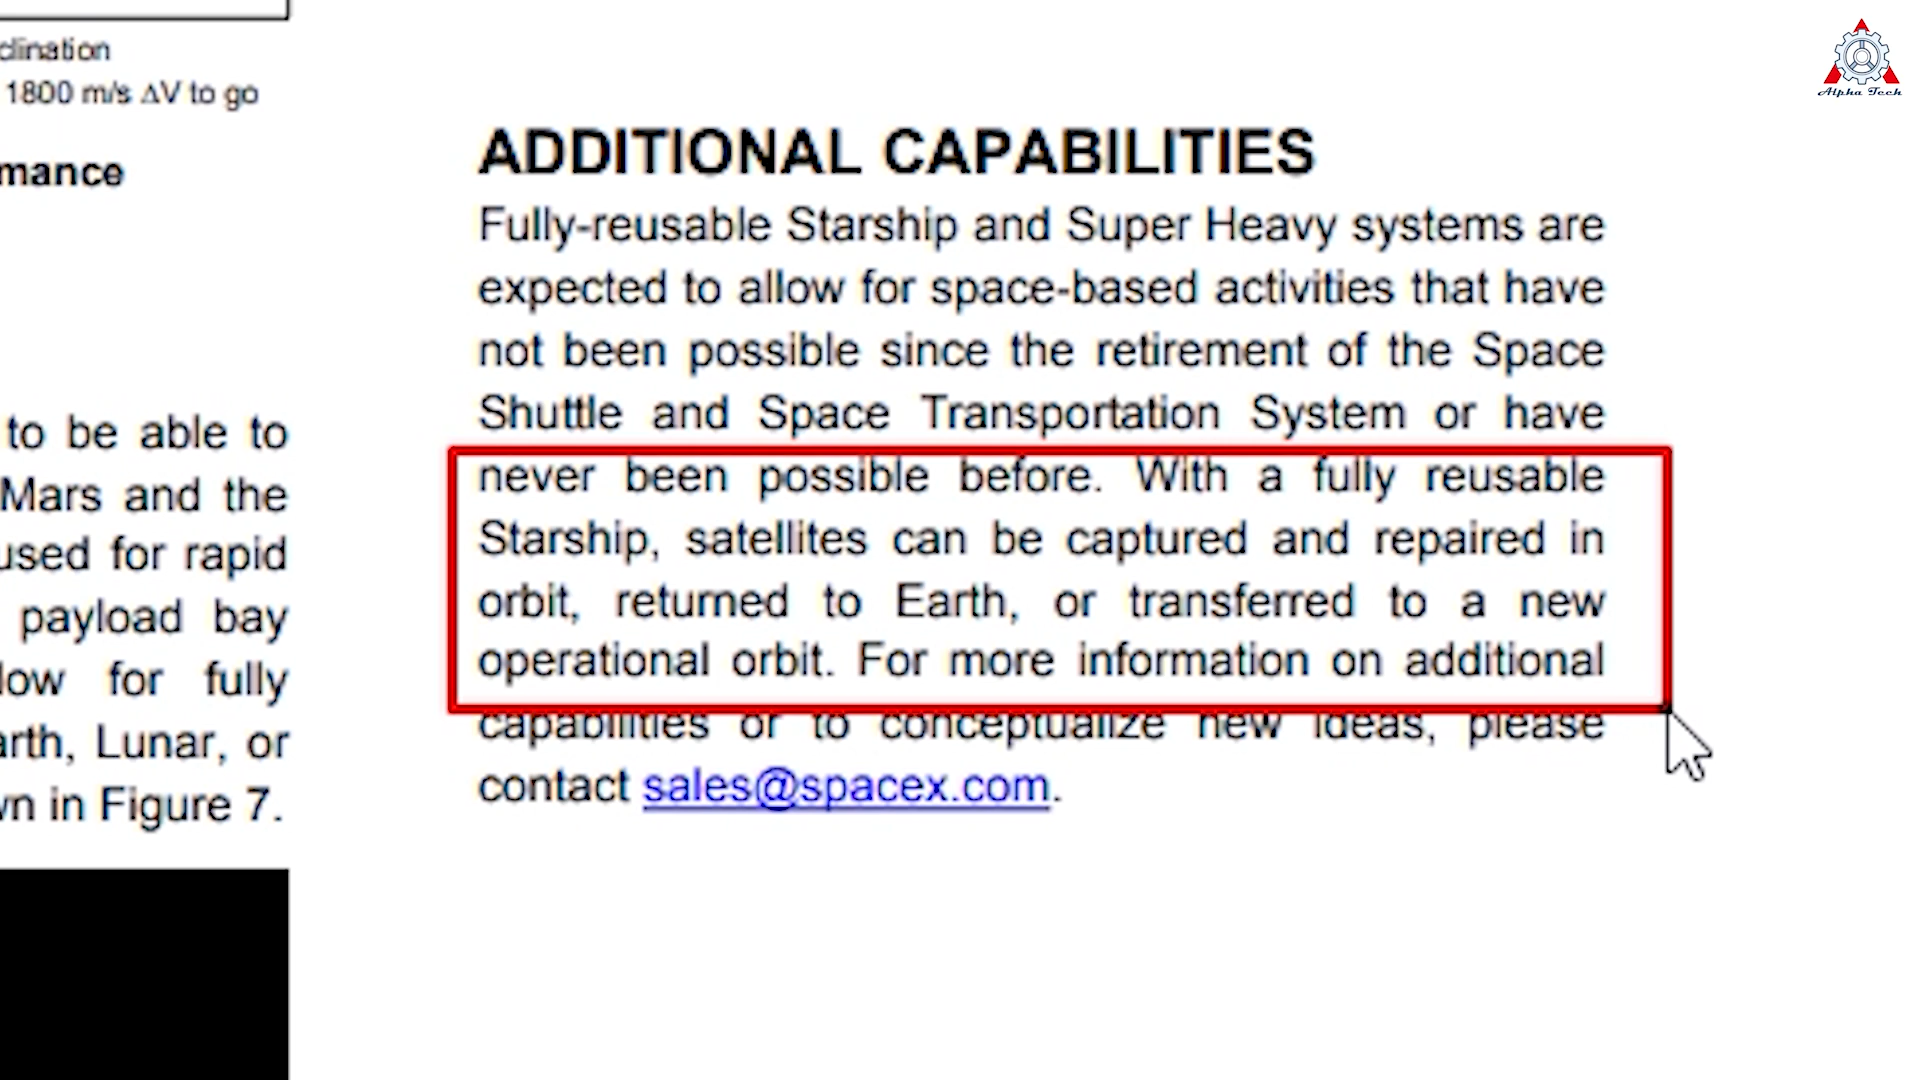 clination
1800 m/s ΔV to go
mance
to be able to
Mars and the
used for rapid
payload bay
low for fully
arth, Lunar, or
wn in Figure 7.
ADDITIONAL CAPABILITIES
Fully-reusable Starship and Super Heavy systems are
expected to allow for space-based activities that have
not been possible since the retirement of the Space
Shuttle and Space Transportation System or have
never been possible before. With a fully reusable
Starship, satellites can be captured and repaired in
orbit, returned to Earth, or transferred to a new
operational orbit. For more information on additional
capabilities or to conceptualize new ideas, please
contact sales@spacex.com.
Alpha Tech